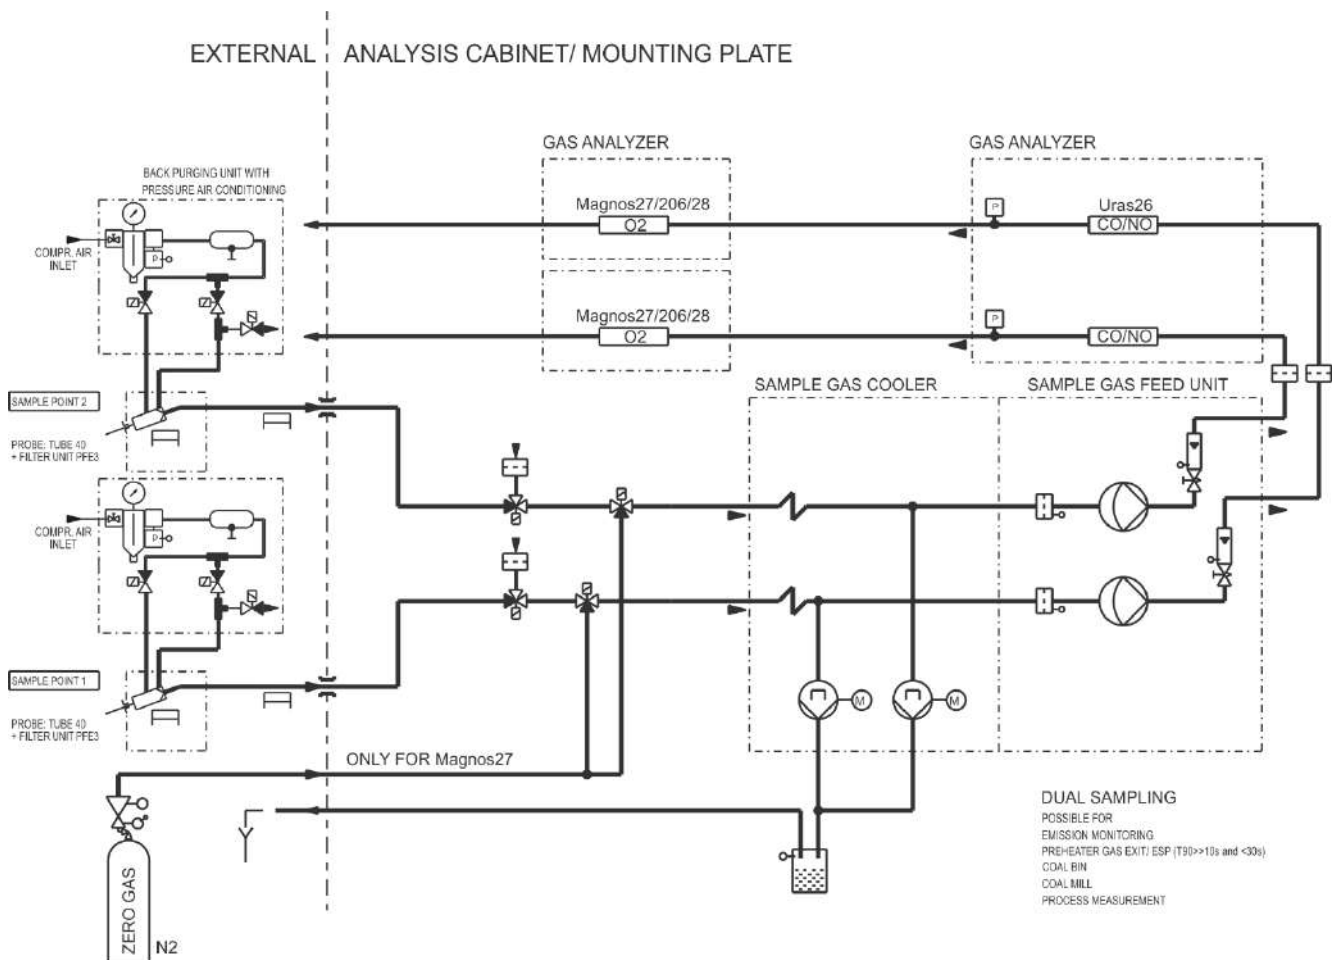 EXTERNAL
ANALYSIS CABINET/ MOUNTING PLATE
GAS ANALYZER
GAS ANALYZER
BACK PURGING UNIT WITH
PRESSURE AIR CONDITIONING
Magnos27/206/28
O2
P
Uras26
CO/NO
COMPR. AIR
INLET
P
Magnos27/206/28
O2
P
CO/NO
SAMPLE GAS COOLER
SAMPLE GAS FEED UNIT
SAMPLE POINT 2
PROBE: TUBE 40
+ FILTER UNIT PFE3
COMPR. AIR
INLET
P
SAMPLE POINT 1
PROBE: TUBE 40
+ FILTER UNIT PFE3
M
M
ONLY FOR Magnos27
DUAL SAMPLING
POSSIBLE FOR
EMISSION MONITORING
PREHEATER GAS EXIT/ ESP (T90>>10s and <30s)
COAL BIN
COAL MILL
PROCESS MEASUREMENT
ZERO GAS
N2